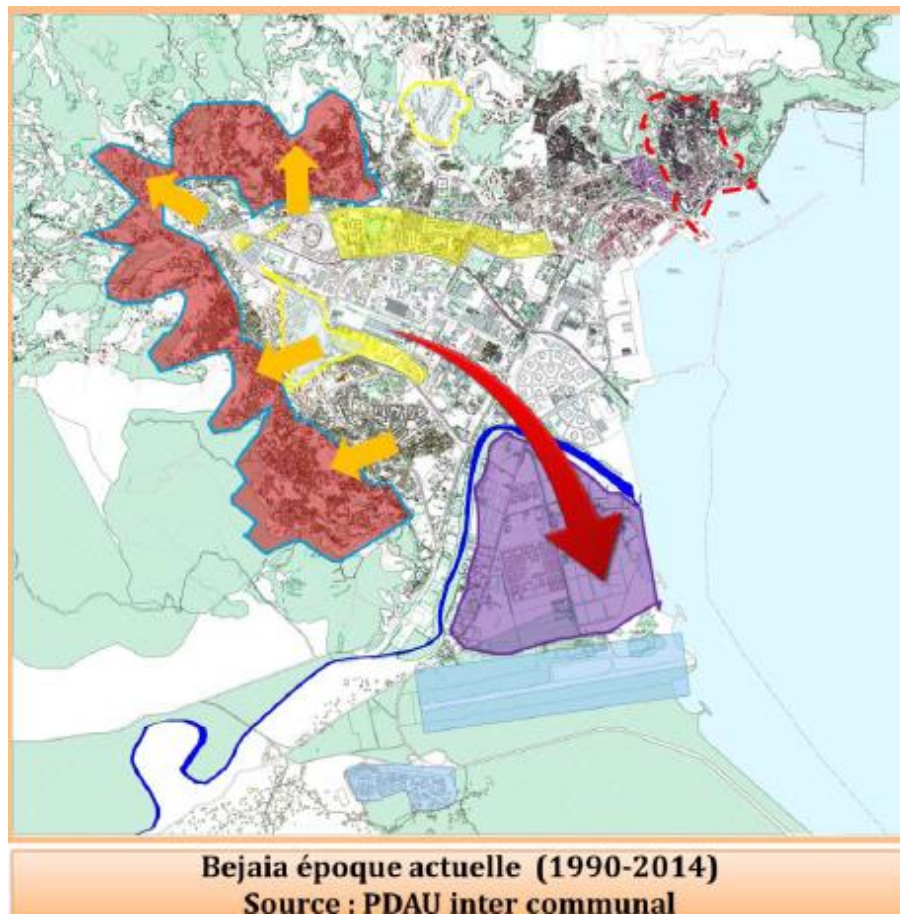 Bejaia époque actuelle (1990-2014)
Source : PDAU inter communal